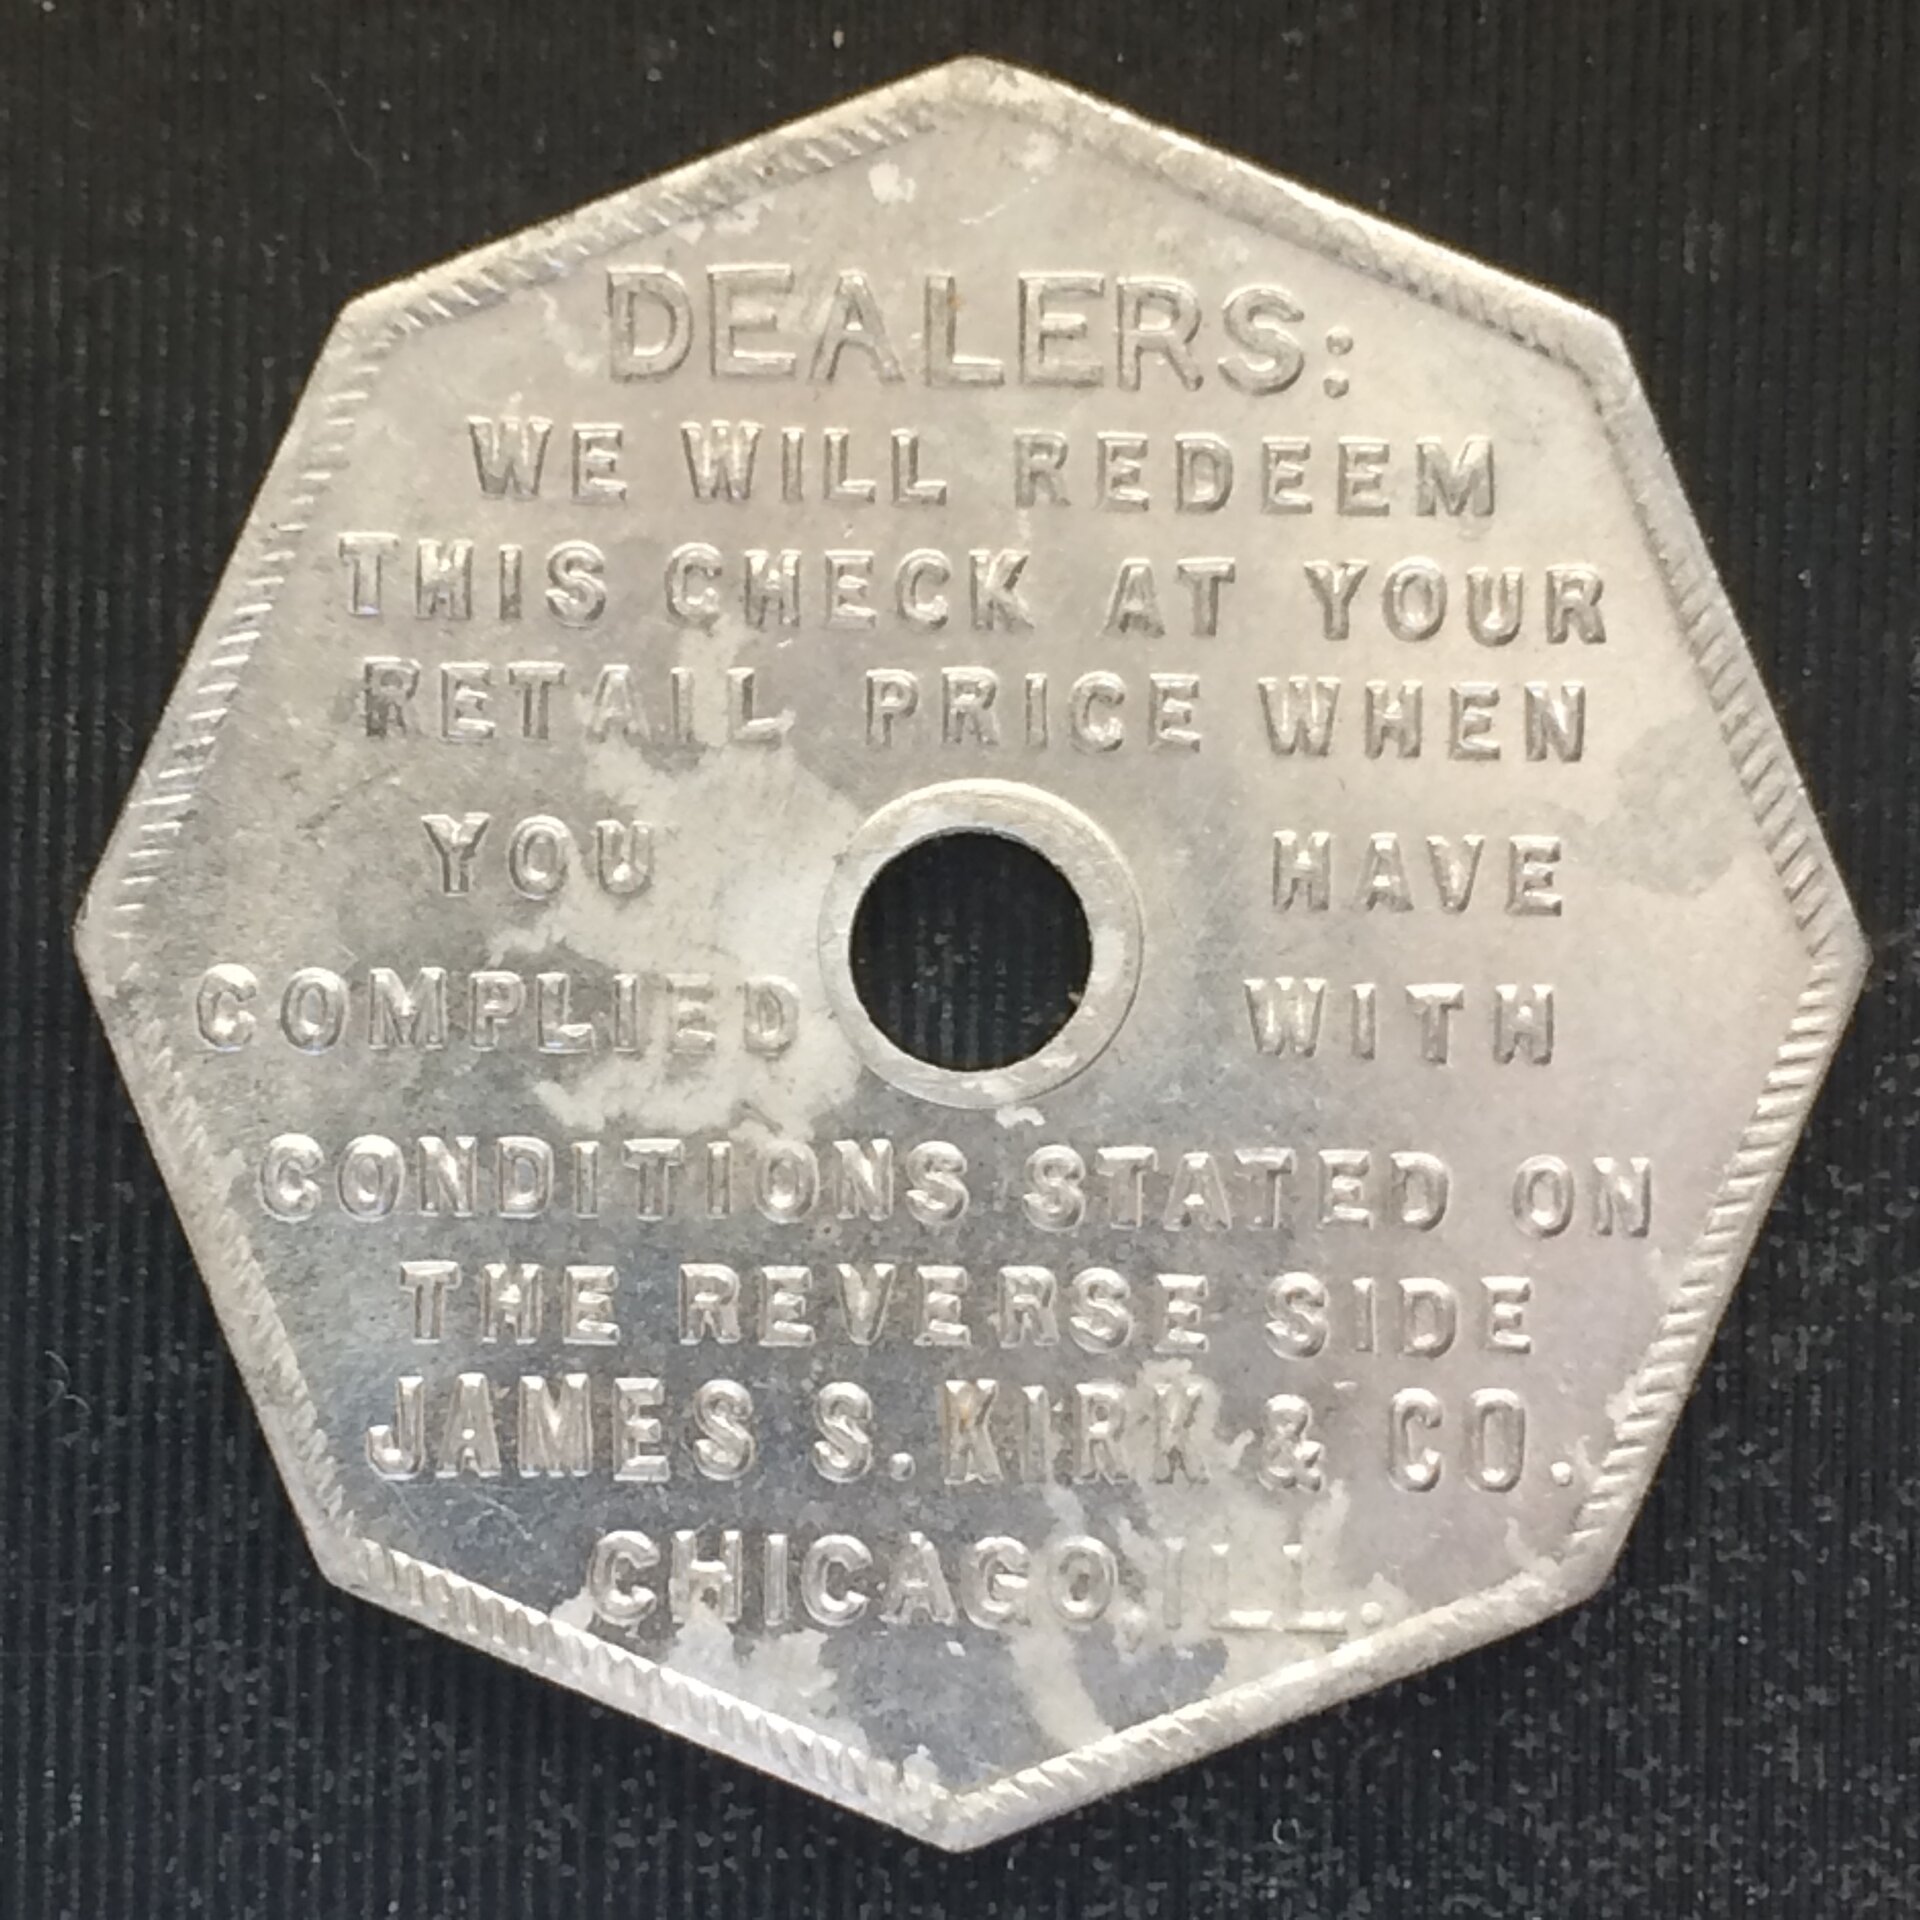 DEALERS:
WE WILL REDEEM
THIS CHECK AT YOUR
RETAIL PRICE WHEN
YOU HAVE
COMPLIED WITH
CONDITIONS STATED ON
THE REVERSE SIDE
JAMES S. KIRK & CO.
CHICAGO, ILL.